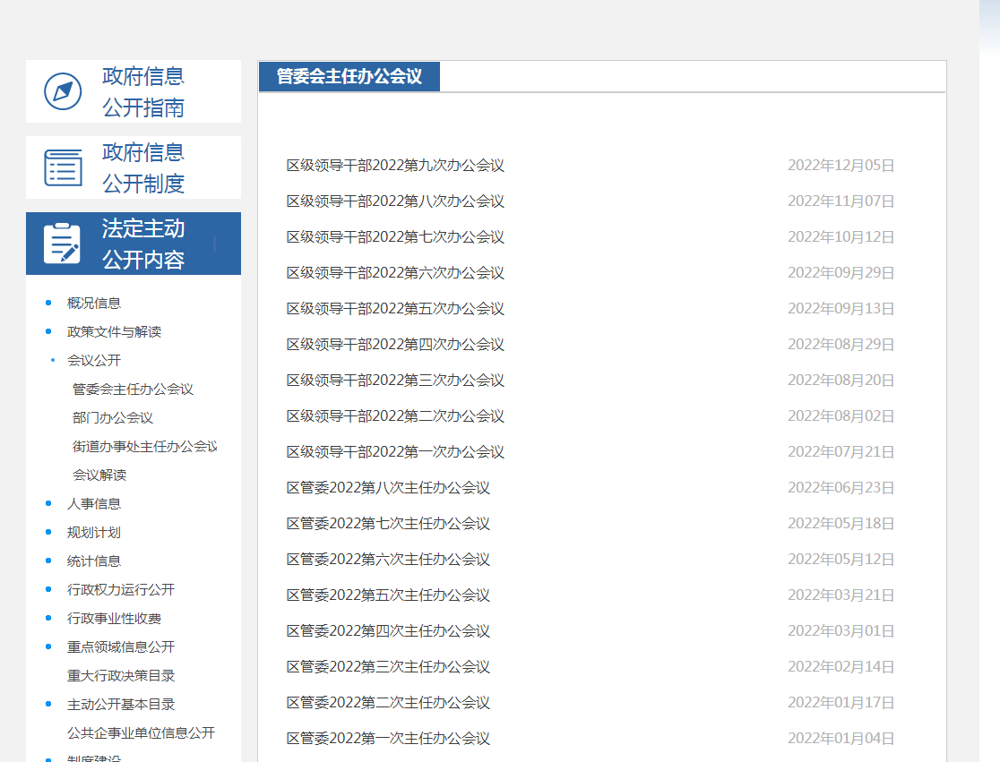 政府信息
公开指南
政府信息
公开制度
法定主动
公开内容
概况信息
政策文件与解读
会议公开
管委会主任办公会议
部门办公会议
街道办事处主任办公会议
会议解读
人事信息
规划计划
统计信息
行政权力运行公开
行政事业性收费
重点领域信息公开
重大行政决策目录
主动公开基本目录
公共企事业单位信息公开
制度建设
管委会主任办公会议
区级领导干部2022第九次办公会议 2022年12月05日
区级领导干部2022第八次办公会议 2022年11月07日
区级领导干部2022第七次办公会议 2022年10月12日
区级领导干部2022第六次办公会议 2022年09月29日
区级领导干部2022第五次办公会议 2022年09月13日
区级领导干部2022第四次办公会议 2022年08月29日
区级领导干部2022第三次办公会议 2022年08月20日
区级领导干部2022第二次办公会议 2022年08月02日
区级领导干部2022第一次办公会议 2022年07月21日
区管委2022第八次主任办公会议 2022年06月23日
区管委2022第七次主任办公会议 2022年05月18日
区管委2022第六次主任办公会议 2022年05月12日
区管委2022第五次主任办公会议 2022年03月21日
区管委2022第四次主任办公会议 2022年03月01日
区管委2022第三次主任办公会议 2022年02月14日
区管委2022第二次主任办公会议 2022年01月17日
区管委2022第一次主任办公会议 2022年01月04日